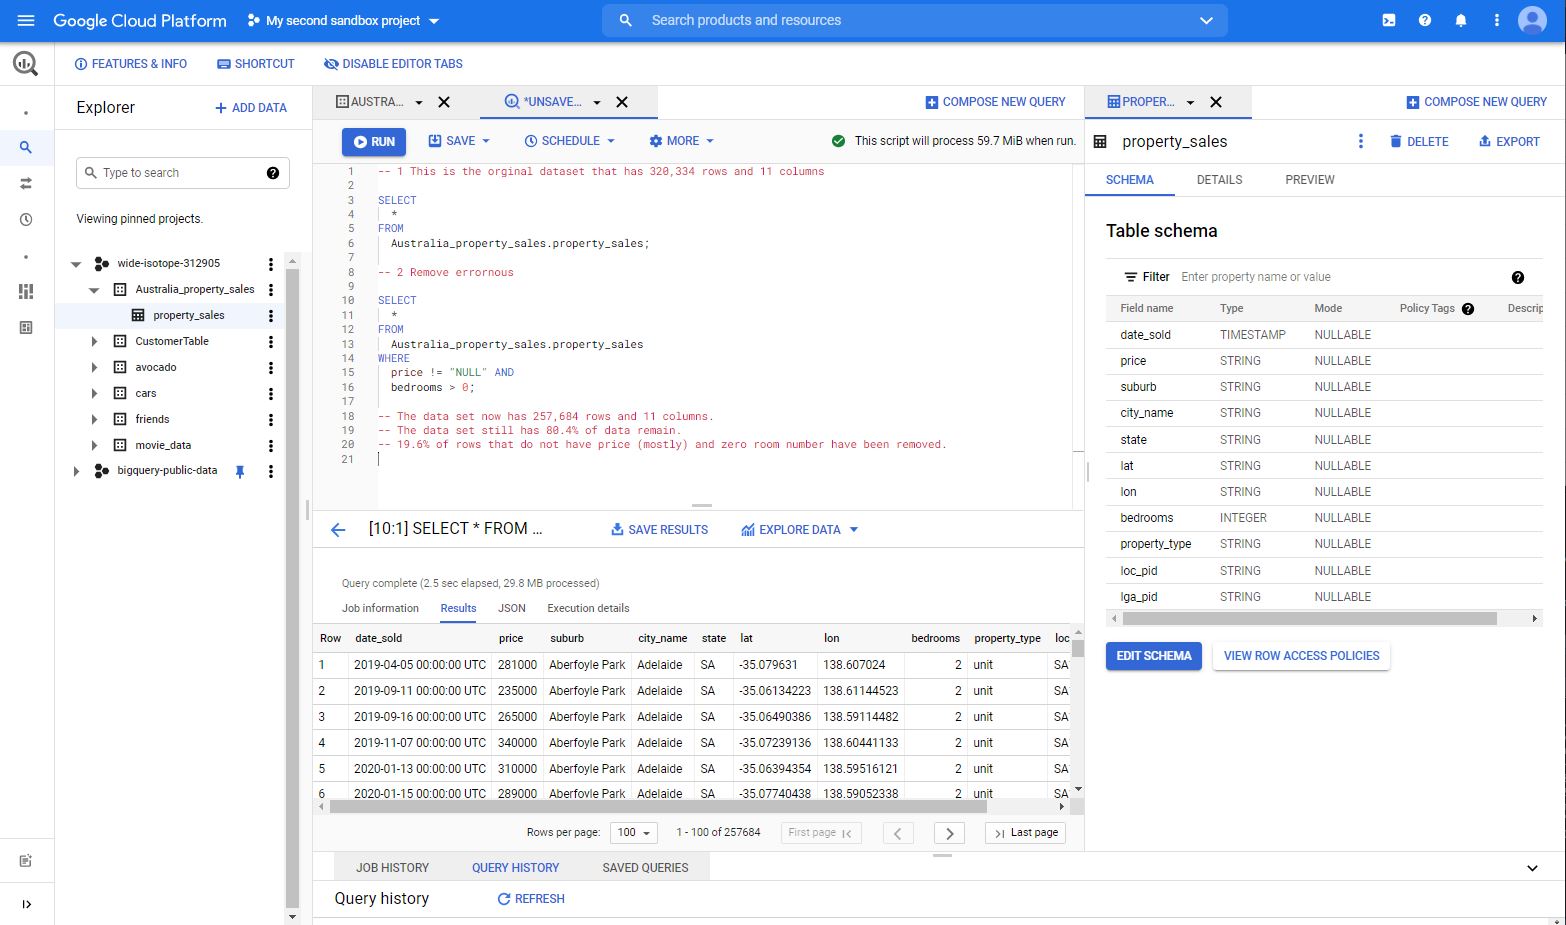 Google Cloud Platform My second sandbox project Search products and resources
FEATURES & INFO SHORTCUT DISABLE EDITOR TABS
Explorer + ADD DATA
Type to search
Viewing pinned projects.
wide-isotope-312905
Australia_property_sales
property_sales
CustomerTable
avocado
cars
friends
movie_data
bigquery-public-data
AUSTRA... *UNSAVE... COMPOSE NEW QUERY
RUN SAVE SCHEDULE MORE This script will process 59.7 MiB when run.
1 -- 1 This is the orginal dataset that has 320,334 rows and 11 columns
2
3 SELECT
4 *
5 FROM
6 Australia_property_sales.property_sales;
7
8 -- 2 Remove errornous
9
10 SELECT
11 *
12 FROM
13 Australia_property_sales.property_sales
14 WHERE
15 price != "NULL" AND
16 bedrooms > 0;
17
18 -- The data set now has 257,684 rows and 11 columns.
19 -- The data set still has 80.4% of data remain.
20 -- 19.6% of rows that do not have price (mostly) and zero room number have been removed.
21
[10:1] SELECT * FROM ... SAVE RESULTS EXPLORE DATA
Query complete (2.5 sec elapsed, 29.8 MB processed)
Job information Results JSON Execution details
Row date_sold price suburb city_name state lat lon bedrooms property_type loc
1 2019-04-05 00:00:00 UTC 281000 Aberfoyle Park Adelaide SA -35.079631 138.607024 2 unit SA
2 2019-09-11 00:00:00 UTC 235000 Aberfoyle Park Adelaide SA -35.06134223 138.61144523 2 unit SA
3 2019-09-16 00:00:00 UTC 265000 Aberfoyle Park Adelaide SA -35.06490386 138.59114482 2 unit SA
4 2019-11-07 00:00:00 UTC 340000 Aberfoyle Park Adelaide SA -35.07239136 138.60441133 2 unit SA
5 2020-01-13 00:00:00 UTC 310000 Aberfoyle Park Adelaide SA -35.06394354 138.59516121 2 unit SA
6 2020-01-15 00:00:00 UTC 289000 Aberfoyle Park Adelaide SA -35.07740438 138.59052338 2 unit SA
Rows per page: 100 1 - 100 of 257684 First page Last page
JOB HISTORY QUERY HISTORY SAVED QUERIES
Query history REFRESH
PROPER... COMPOSE NEW QUERY
property_sales DELETE EXPORT
SCHEMA DETAILS PREVIEW
Table schema
Filter Enter property name or value
Field name Type Mode Policy Tags Descrip
date_sold TIMESTAMP NULLABLE
price STRING NULLABLE
suburb STRING NULLABLE
city_name STRING NULLABLE
state STRING NULLABLE
lat STRING NULLABLE
lon STRING NULLABLE
bedrooms INTEGER NULLABLE
property_type STRING NULLABLE
loc_pid STRING NULLABLE
lga_pid STRING NULLABLE
EDIT SCHEMA VIEW ROW ACCESS POLICIES